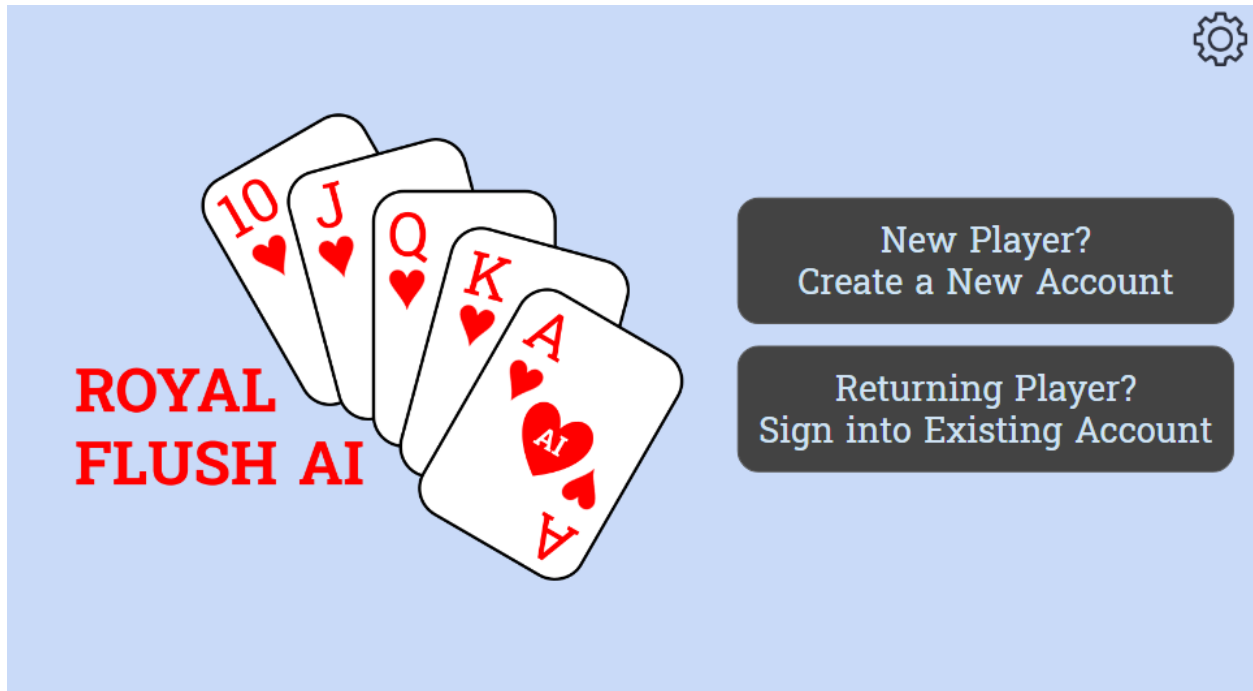 10
J
Q
K
A
AI
A
ROYAL
FLUSH AI
New Player?
Create a New Account
Returning Player?
Sign into Existing Account